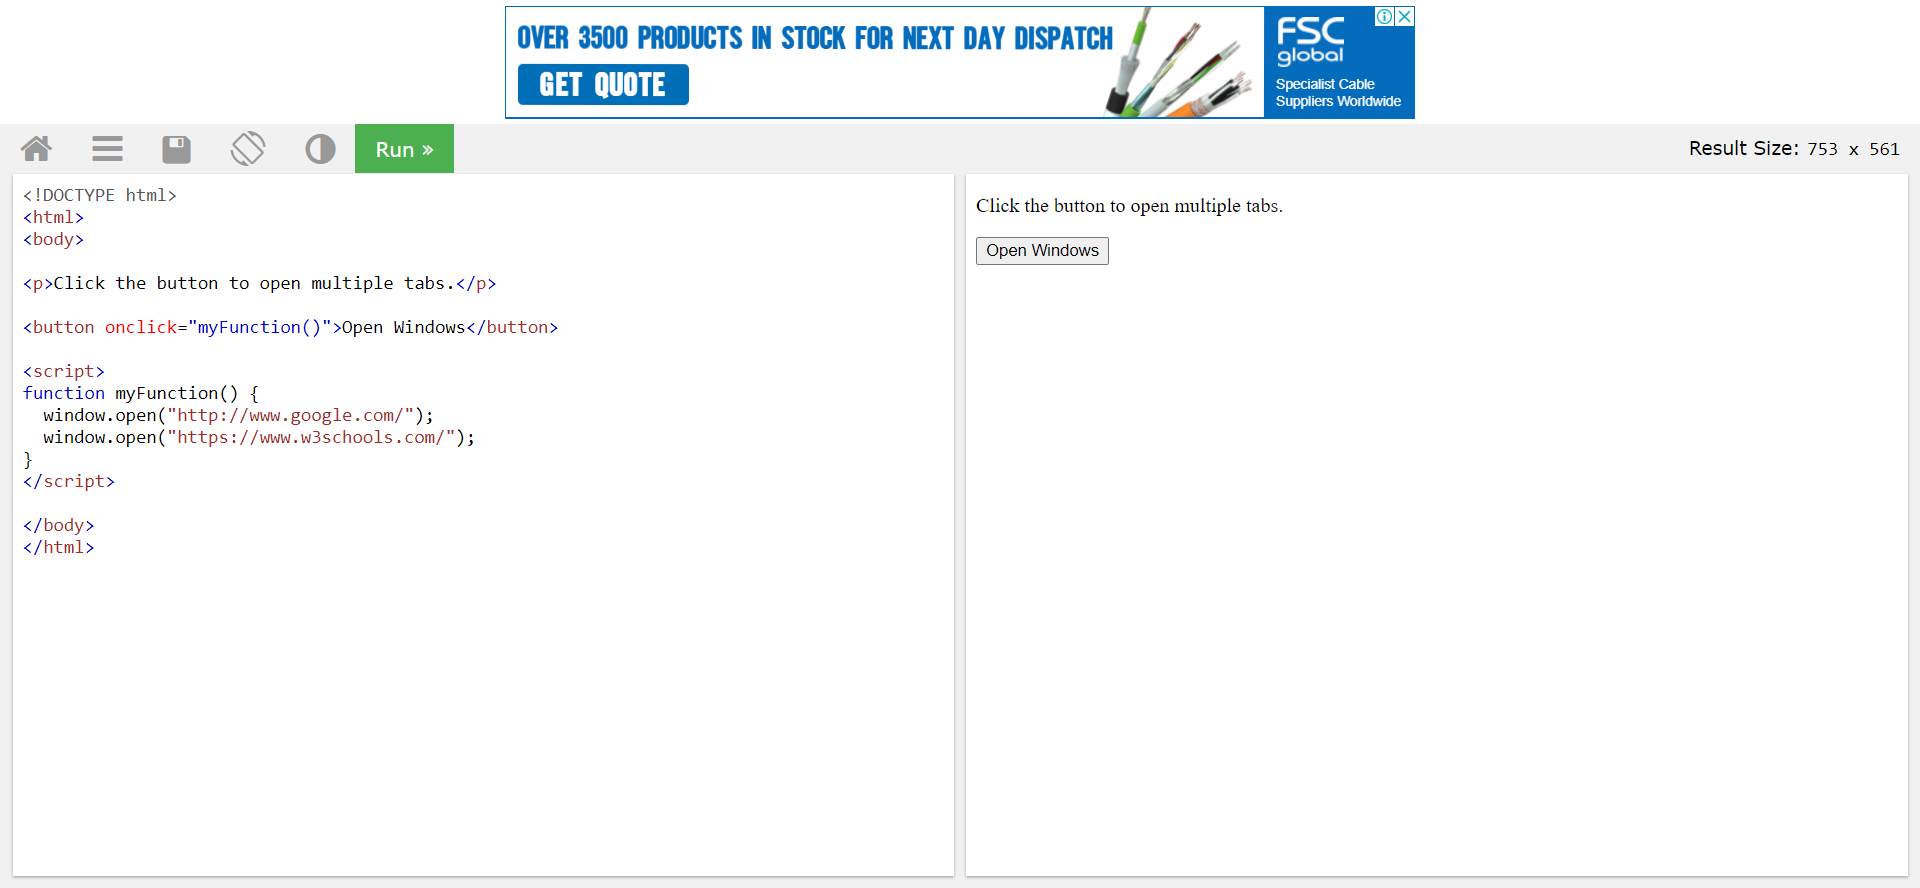 OVER 3500 PRODUCTS IN STOCK FOR NEXT DAY DISPATCH
GET QUOTE
FSC
global
Specialist Cable
Suppliers Worldwide
Run »
Result Size: 753 x 561
<!DOCTYPE html>
<html>
<body>
<p>Click the button to open multiple tabs.</p>
<button onclick="myFunction()">Open Windows</button>
<script>
function myFunction() {
  window.open("http://www.google.com/");
  window.open("https://www.w3schools.com/");
}
</script>
</body>
</html>
Click the button to open multiple tabs.
Open Windows